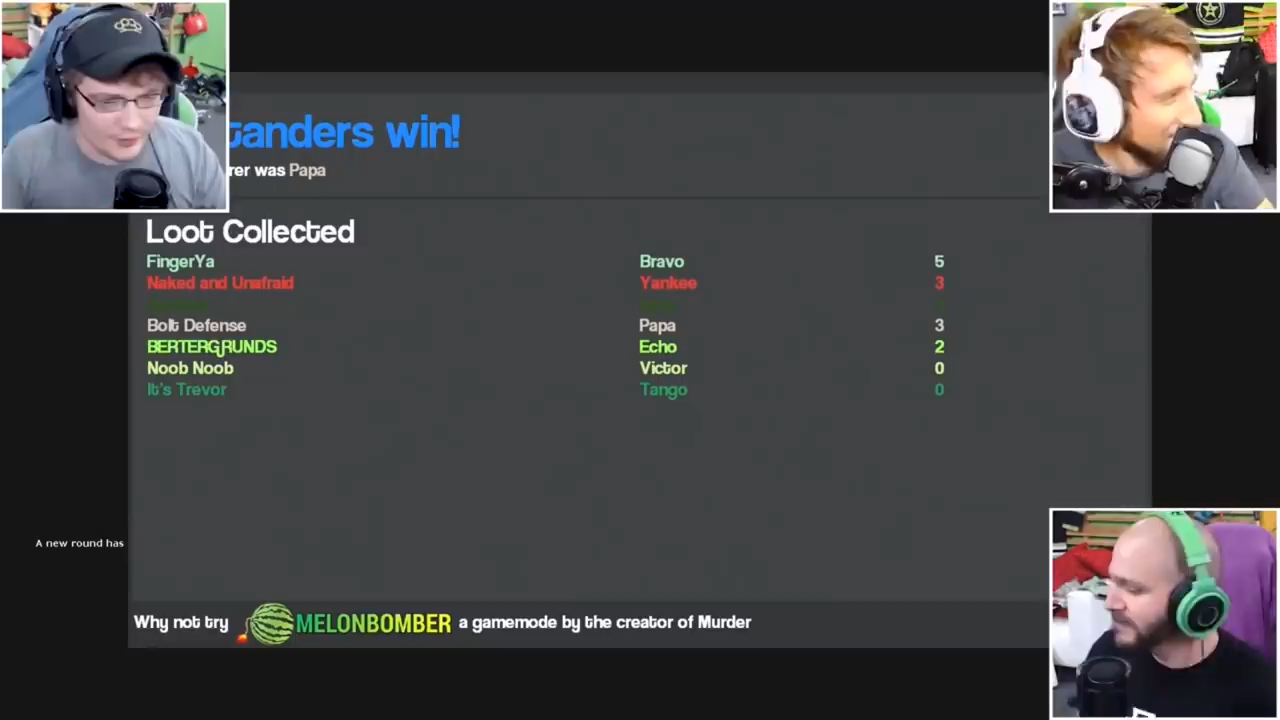 tanders win!
rer was Papa
Loot Collected
FingerYa Bravo 5
Naked and Unafraid Yankee 3
Bolt Defense Papa 3
BERTERGRUNDS Echo 2
Noob Noob Victor 0
It's Trevor Tango 0
A new round has
Why not try MELONBOMBER a gamemode by the creator of Murder